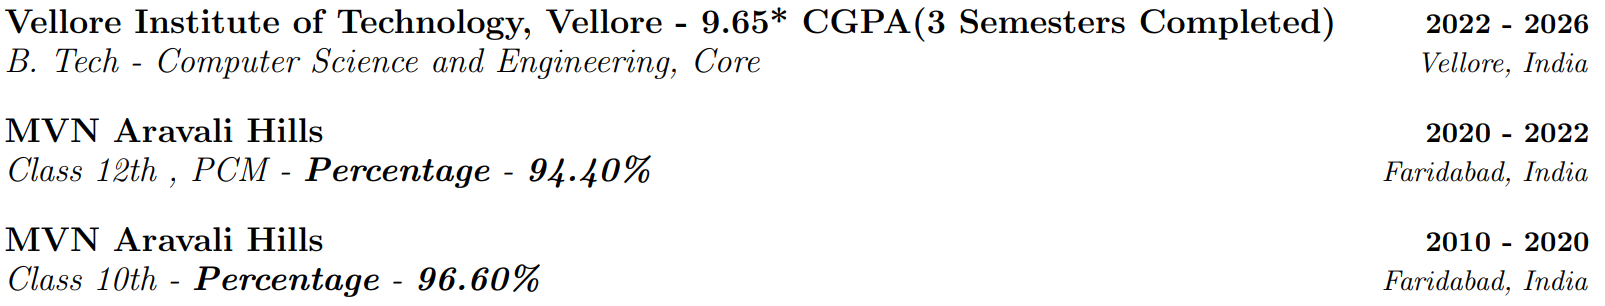 Vellore Institute of Technology, Vellore - 9.65* CGPA(3 Semesters Completed) 2022 - 2026
B. Tech - Computer Science and Engineering, Core Vellore, India
MVN Aravali Hills 2020 - 2022
Class 12th , PCM - Percentage - 94.40% Faridabad, India
MVN Aravali Hills 2010 - 2020
Class 10th - Percentage - 96.60% Faridabad, India